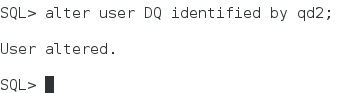 SQL> alter user DQ identified by qd2;
User altered.
SQL>